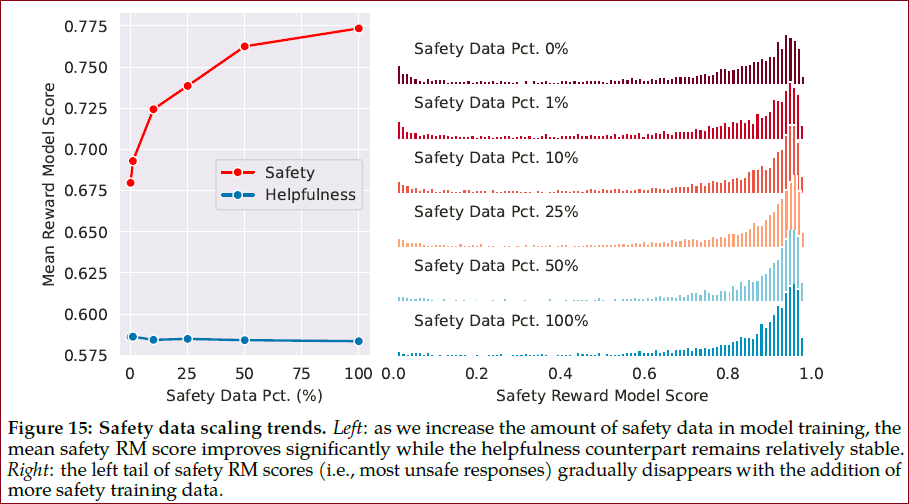 0.775
0.750
0.725
0.700
0.675
0.650
0.625
0.600
0.575
Mean Reward Model Score
Safety
Helpfulness
0 25 50 75 100
Safety Data Pct. (%)
Safety Data Pct. 0%
Safety Data Pct. 1%
Safety Data Pct. 10%
Safety Data Pct. 25%
Safety Data Pct. 50%
Safety Data Pct. 100%
0.0 0.2 0.4 0.6 0.8 1.0
Safety Reward Model Score
Figure 15: Safety data scaling trends. Left: as we increase the amount of safety data in model training, the
mean safety RM score improves significantly while the helpfulness counterpart remains relatively stable.
Right: the left tail of safety RM scores (i.e., most unsafe responses) gradually disappears with the addition of
more safety training data.